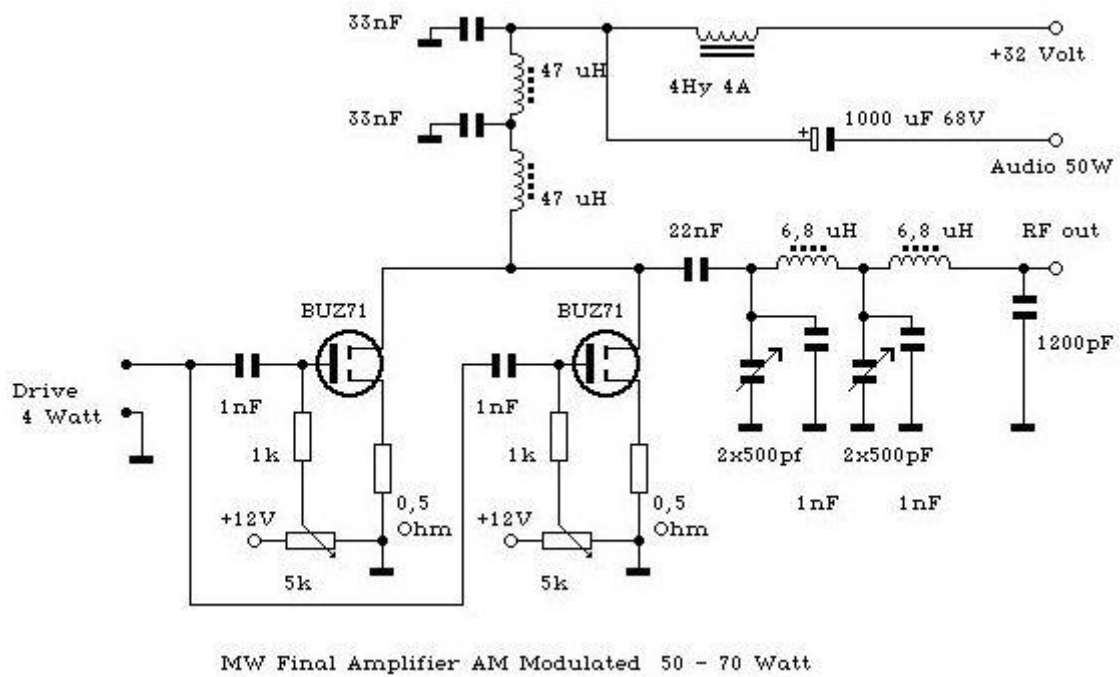 33nF
47 uH
+32 Volt
4Hy 4A
33nF
1000 uF 68V
+
Audio 50W
47 uH
22nF
6,8 uH
6,8 uH
RF out
BUZ71
BUZ71
1200pF
Drive
4 Watt
1nF
1nF
1k
1k
2x500pf
2x500pF
1nF
1nF
+12V
0,5
Ohm
+12V
0,5
Ohm
5k
5k
MW Final Amplifier AM Modulated 50 - 70 Watt